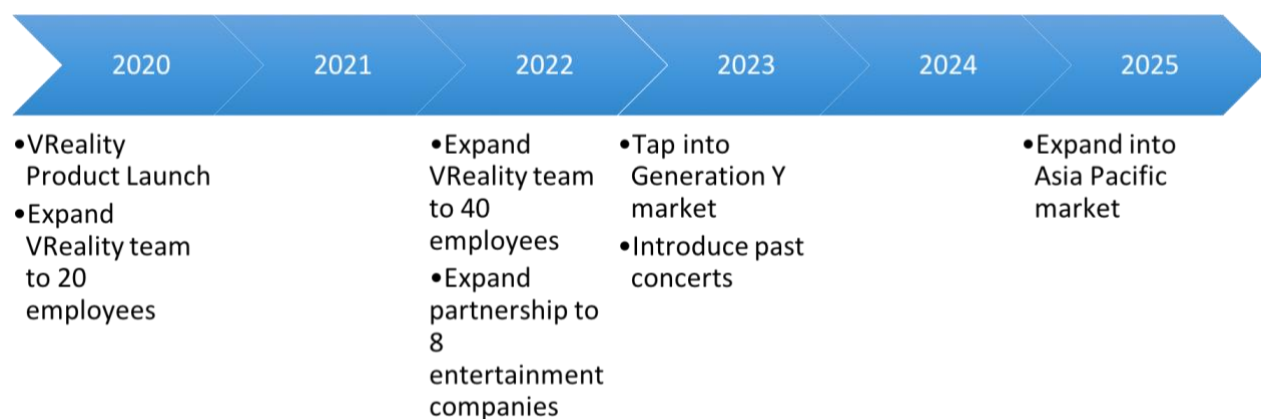 2020
2021
2022
2023
2024
2025
•VReality
Product Launch
•Expand
VReality team
to 20
employees
•Expand
VReality team
to 40
employees
•Expand
partnership to
8
entertainment
companies
•Tap into
Generation Y
market
•Introduce past
concerts
•Expand into
Asia Pacific
market